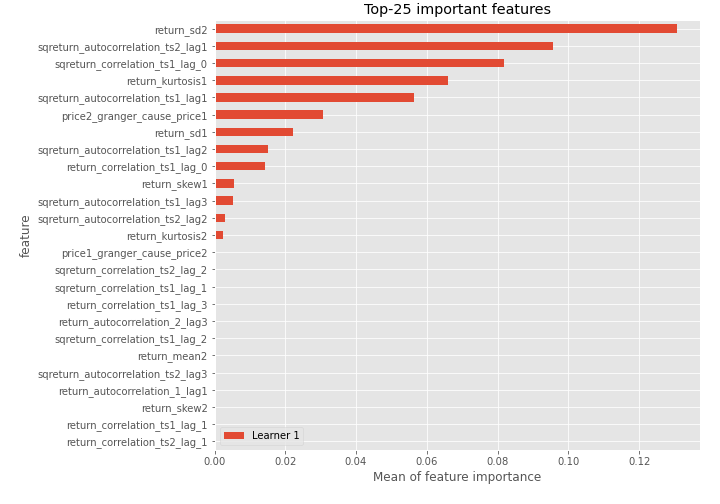 Top-25 important features
return_sd2
sqreturn_autocorrelation_ts2_lag1
sqreturn_correlation_ts1_lag_0
return_kurtosis1
sqreturn_autocorrelation_ts1_lag1
price2_granger_cause_price1
return_sd1
sqreturn_autocorrelation_ts1_lag2
return_correlation_ts1_lag_0
return_skew1
sqreturn_autocorrelation_ts1_lag3
sqreturn_autocorrelation_ts2_lag2
return_kurtosis2
price1_granger_cause_price2
sqreturn_correlation_ts2_lag_2
sqreturn_correlation_ts1_lag_1
return_correlation_ts1_lag_3
return_autocorrelation_2_lag3
sqreturn_correlation_ts1_lag_2
return_mean2
sqreturn_autocorrelation_ts2_lag3
return_autocorrelation_1_lag1
return_skew2
return_correlation_ts1_lag_1
return_correlation_ts2_lag_1
feature
Learner 1
0.00 0.02 0.04 0.06 0.08 0.10 0.12
Mean of feature importance